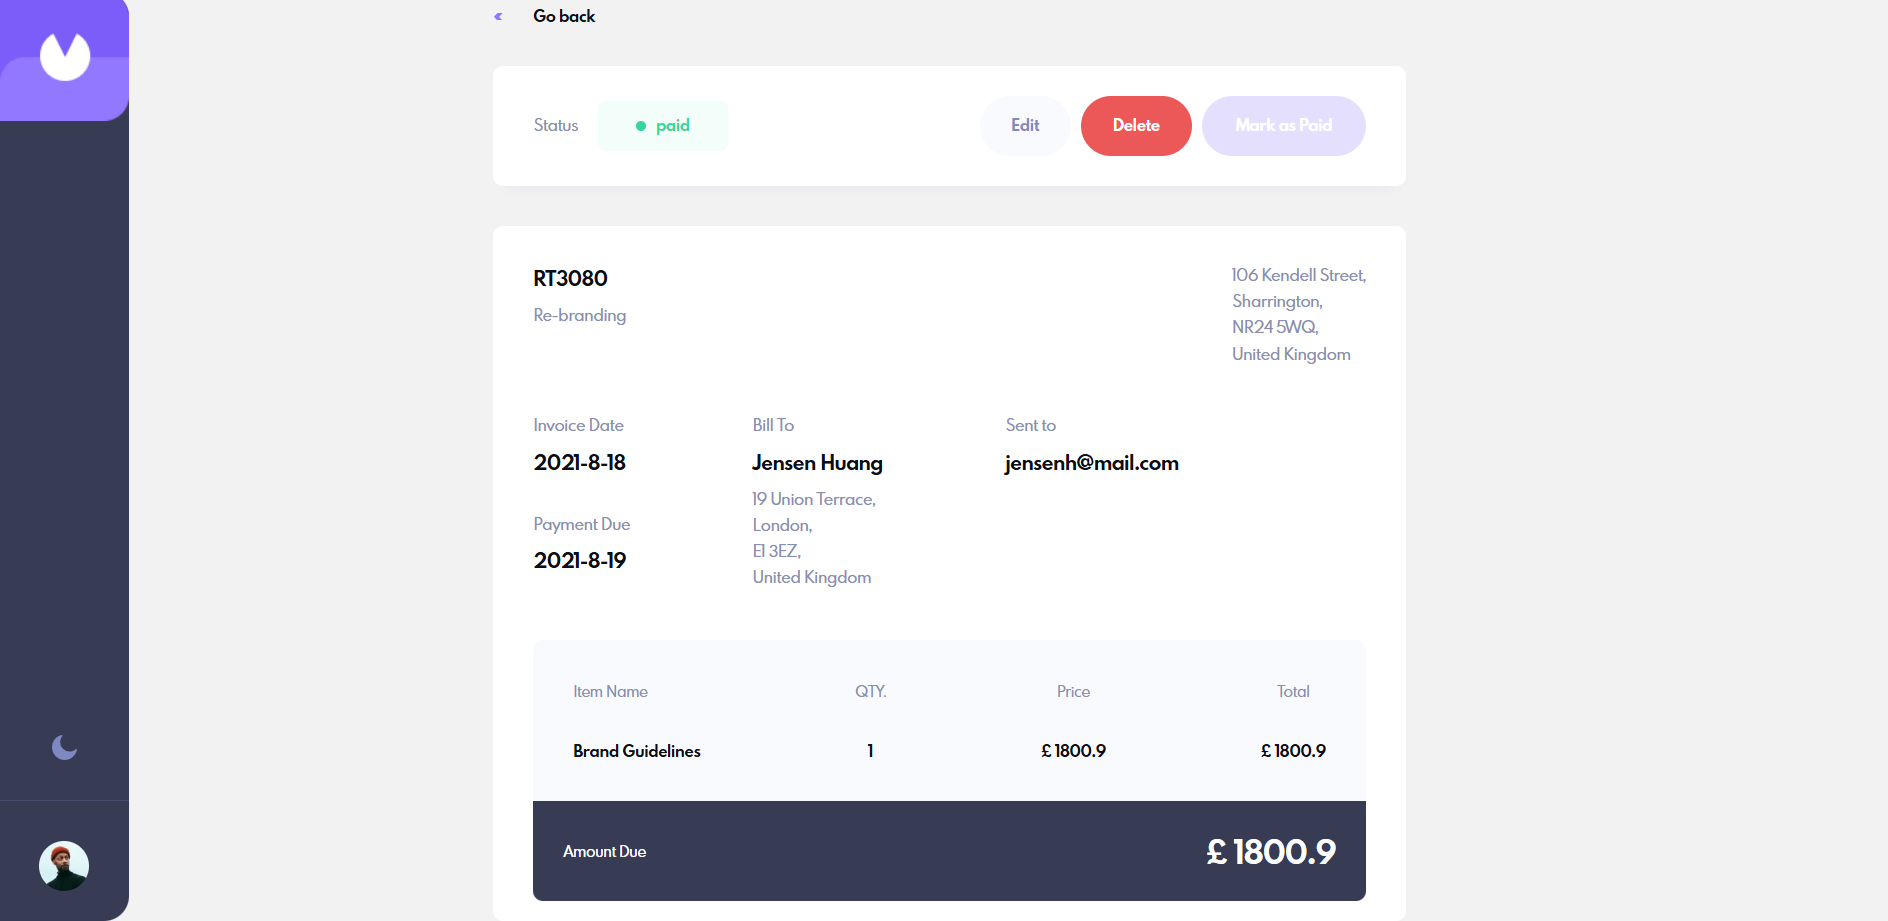 Go back
Status
paid
Edit
Delete
Mark as Paid
RT3080
Re-branding
106 Kendell Street,
Sharrington,
NR24 5WQ,
United Kingdom
Invoice Date
2021-8-18
Payment Due
2021-8-19
Bill To
Jensen Huang
19 Union Terrace,
London,
E1 3EZ,
United Kingdom
Sent to
jensenh@mail.com
Item Name QTY. Price Total
Brand Guidelines 1 £ 1800.9 £ 1800.9
Amount Due £ 1800.9